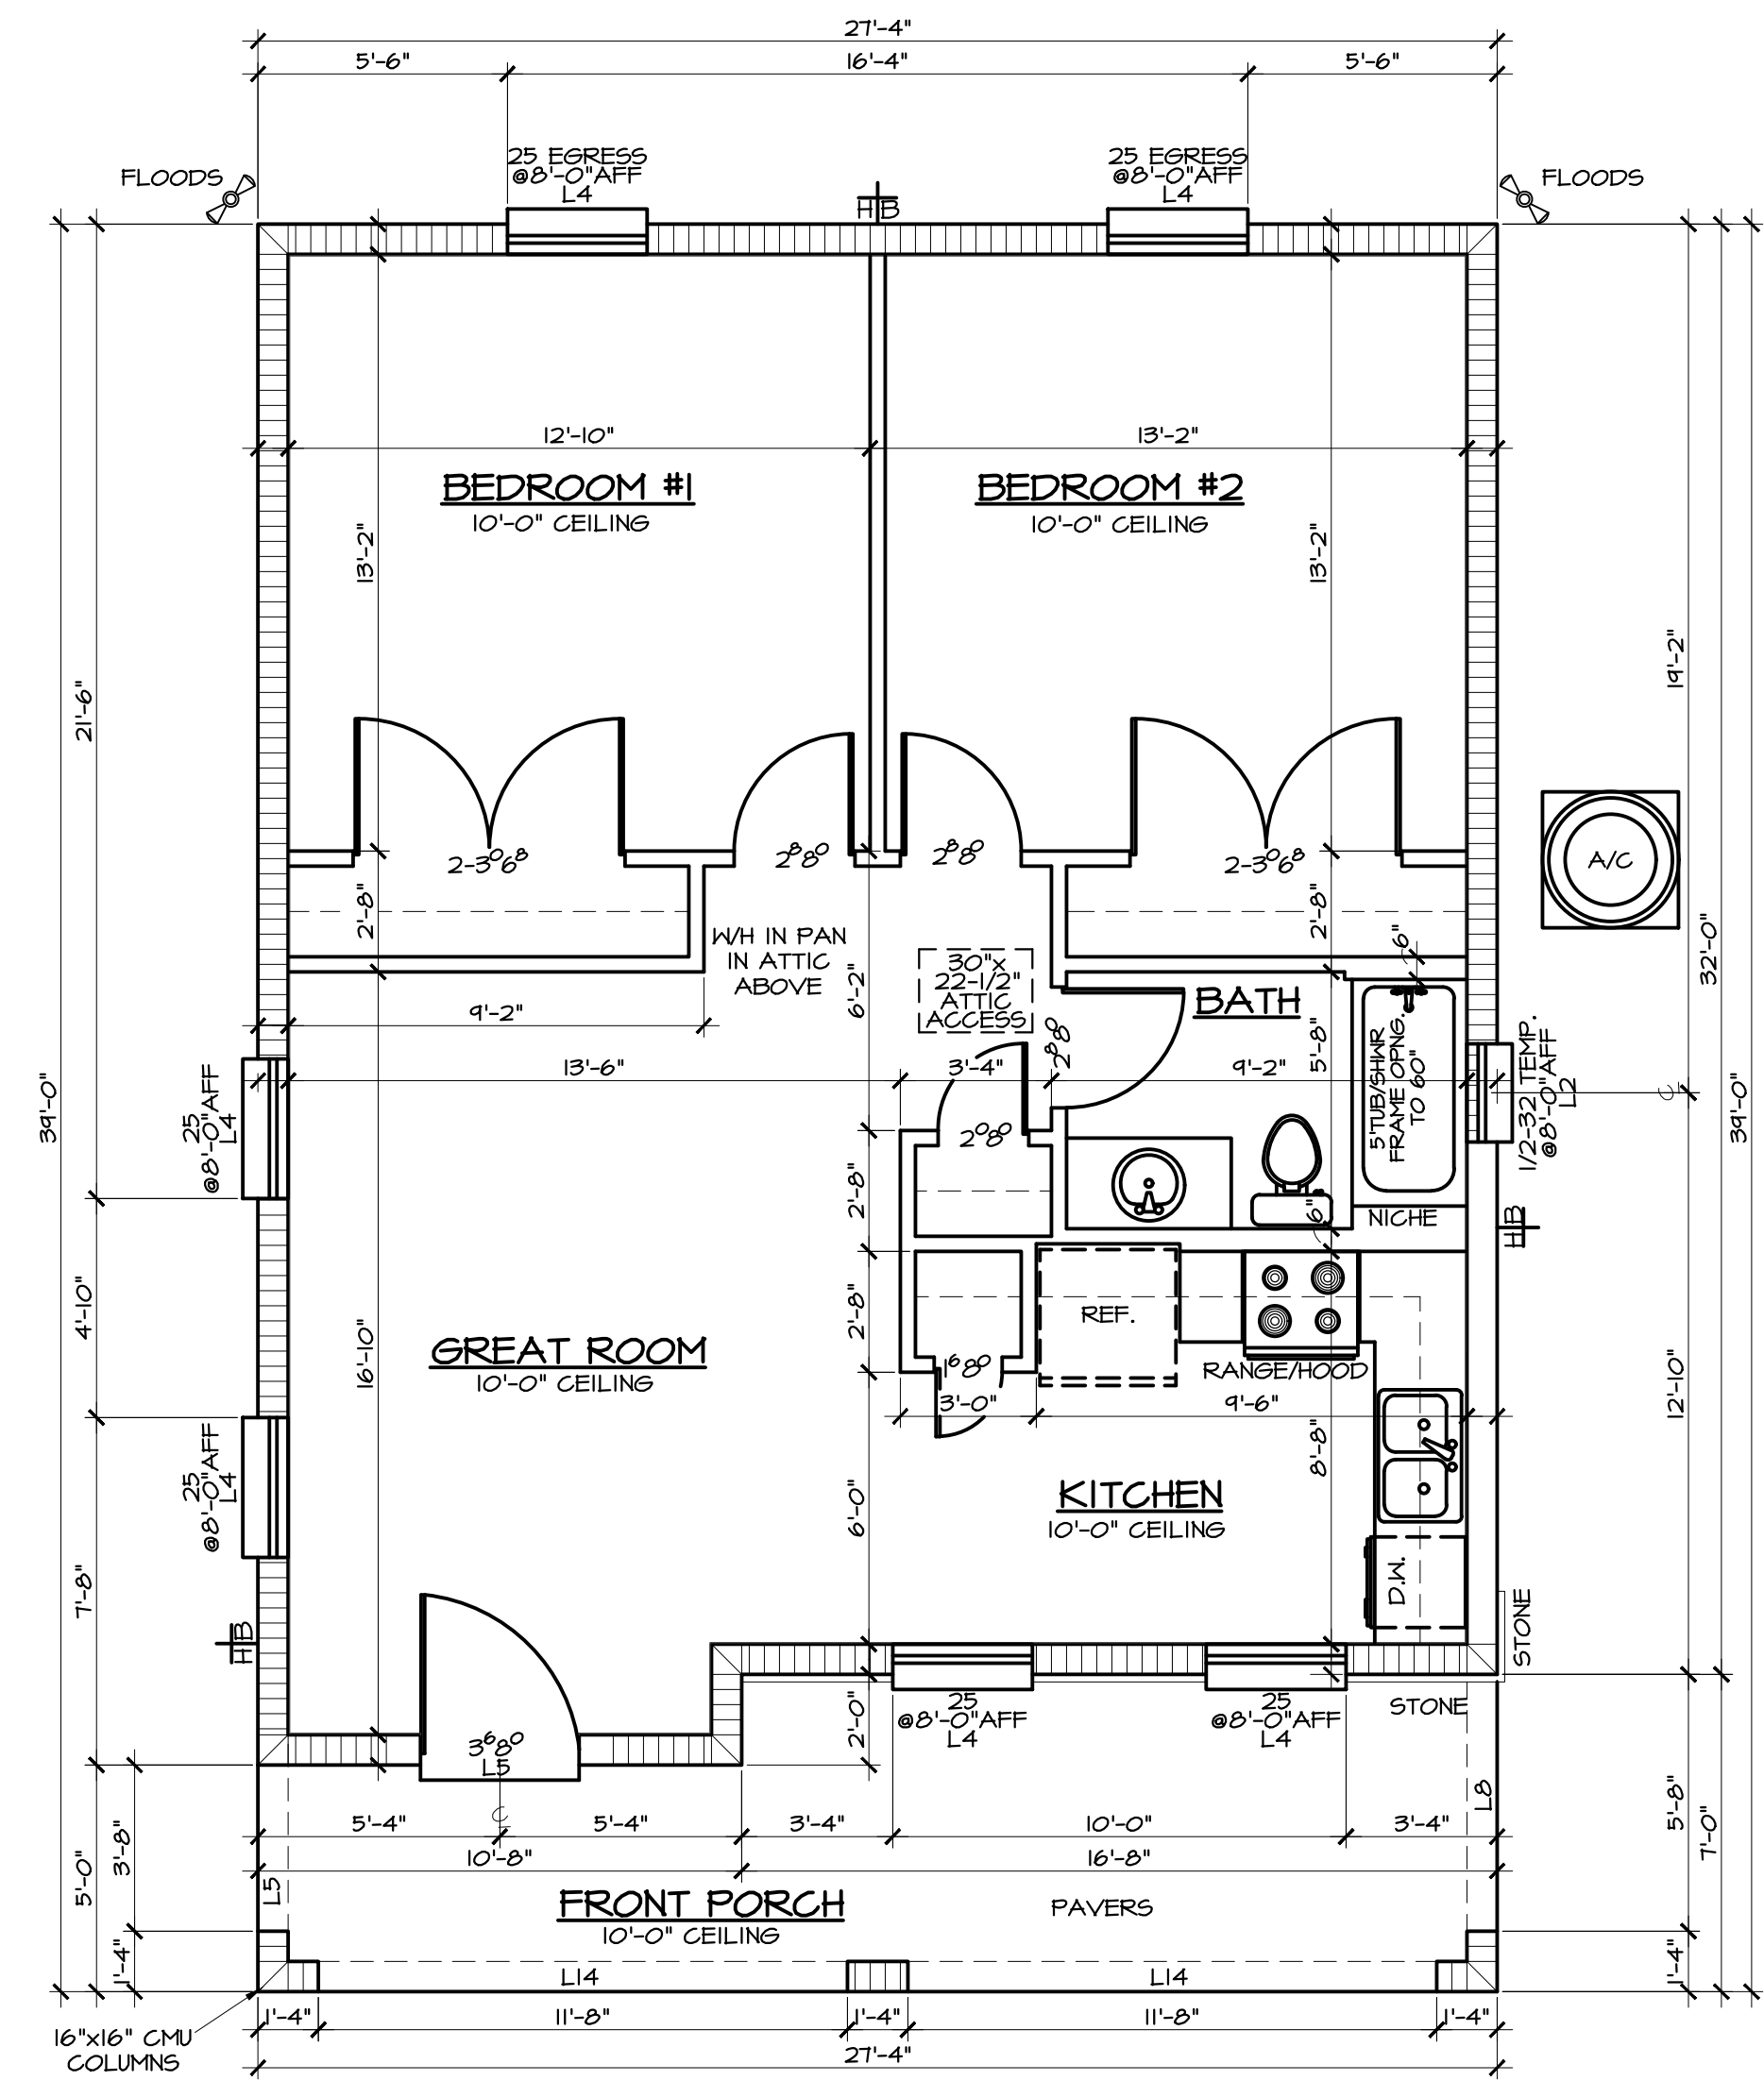 27'-4"
5'-6"
16'-4"
5'-6"
25 EGRESS
@8'-0"AFF
L4
25 EGRESS
@8'-0"AFF
L4
FLOODS
FLOODS
HB
12'-10"
13'-2"
BEDROOM #1
10'-0" CEILING
BEDROOM #2
10'-0" CEILING
13'-2"
13'-2"
21'-6"
19'-2"
2-3⁰6⁸
2⁸8⁰
2⁸8⁰
2-3⁰6⁸
A/C
2'-8"
2'-8"
6"
W/H IN PAN
IN ATTIC
ABOVE
30"x
22-1/2"
ATTIC
ACCESS
6'-2"
32'-0"
BATH
9'-2"
2⁸8⁰
5'-8"
5'TUB/SHWR
FRAME OPNG.
TO 60"
1/2-32 TEMP.
@8'-0"AFF
L2
13'-6"
3'-4"
9'-2"
39'-0"
39'-0"
25
@8'-0"AFF
L4
2⁰8⁰
2'-8"
6"
NICHE
HB
4'-10"
2'-8"
REF.
GREAT ROOM
10'-0" CEILING
16'-10"
1⁶8⁰
RANGE/HOOD
3'-0"
9'-6"
12'-10"
8'-8"
25
@8'-0"AFF
L4
6'-0"
KITCHEN
10'-0" CEILING
D.W.
7'-8"
HB
STONE
STONE
3⁶8⁰
L5
2'-0"
25
@8'-0"AFF
L4
25
@8'-0"AFF
L4
L8
5'-4"
5'-4"
3'-4"
10'-0"
3'-4"
5'-8"
7'-0"
3'-8"
5'-0"
10'-8"
16'-8"
L5
FRONT PORCH
10'-0" CEILING
PAVERS
1'-4"
L14
L14
1'-4"
1'-4"
11'-8"
1'-4"
11'-8"
1'-4"
16"x16" CMU
COLUMNS
27'-4"